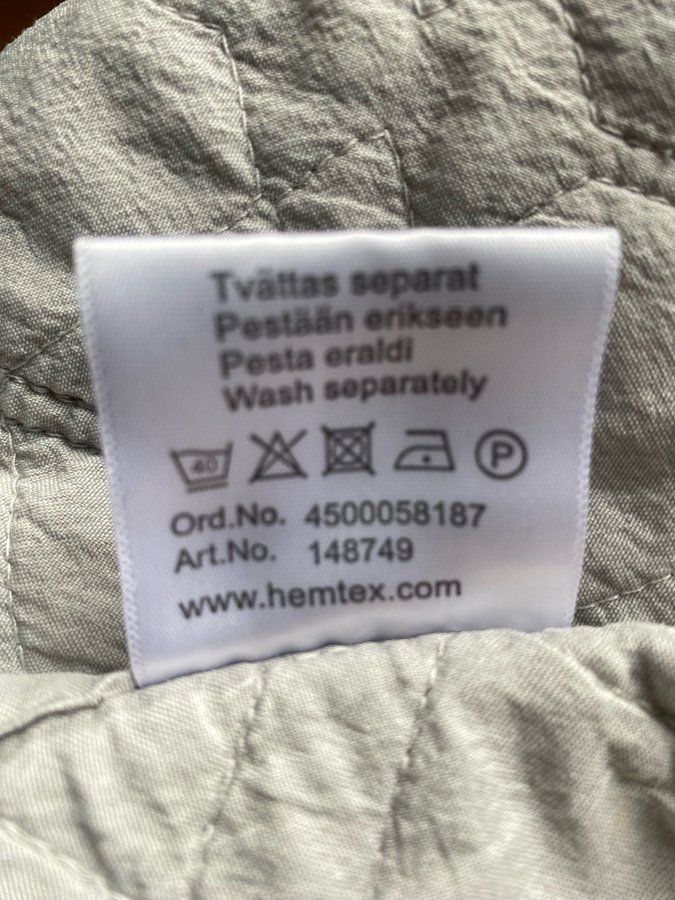 Tvättas separat
Pestään erikseen
Pesta eraldi
Wash separately
40 P
Ord.No. 4500058187
Art.No. 148749
www.hemtex.com